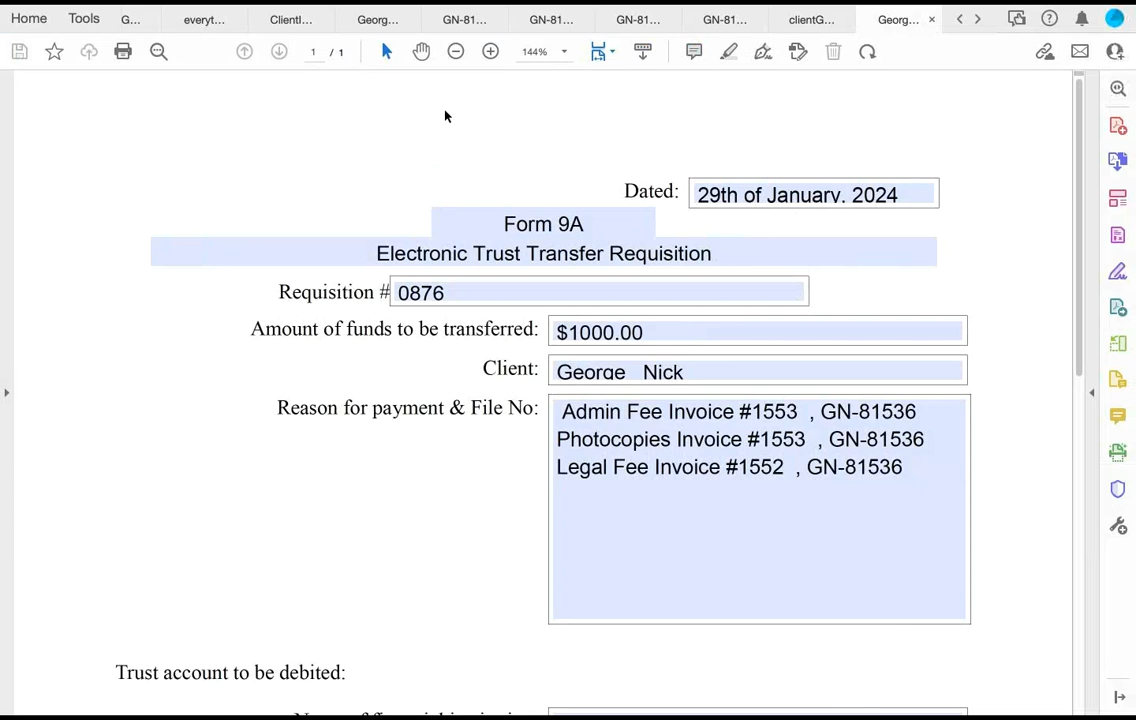 Home Tools G... everyt... ClientI... Georg... GN-81... GN-81... GN-81... GN-81... clientG... Georg... ×
1 / 1 144%
Dated: 29th of January. 2024
Form 9A
Electronic Trust Transfer Requisition
Requisition # 0876
Amount of funds to be transferred: $1000.00
Client: George Nick
Reason for payment & File No: Admin Fee Invoice #1553 , GN-81536
Photocopies Invoice #1553 , GN-81536
Legal Fee Invoice #1552 , GN-81536
Trust account to be debited: